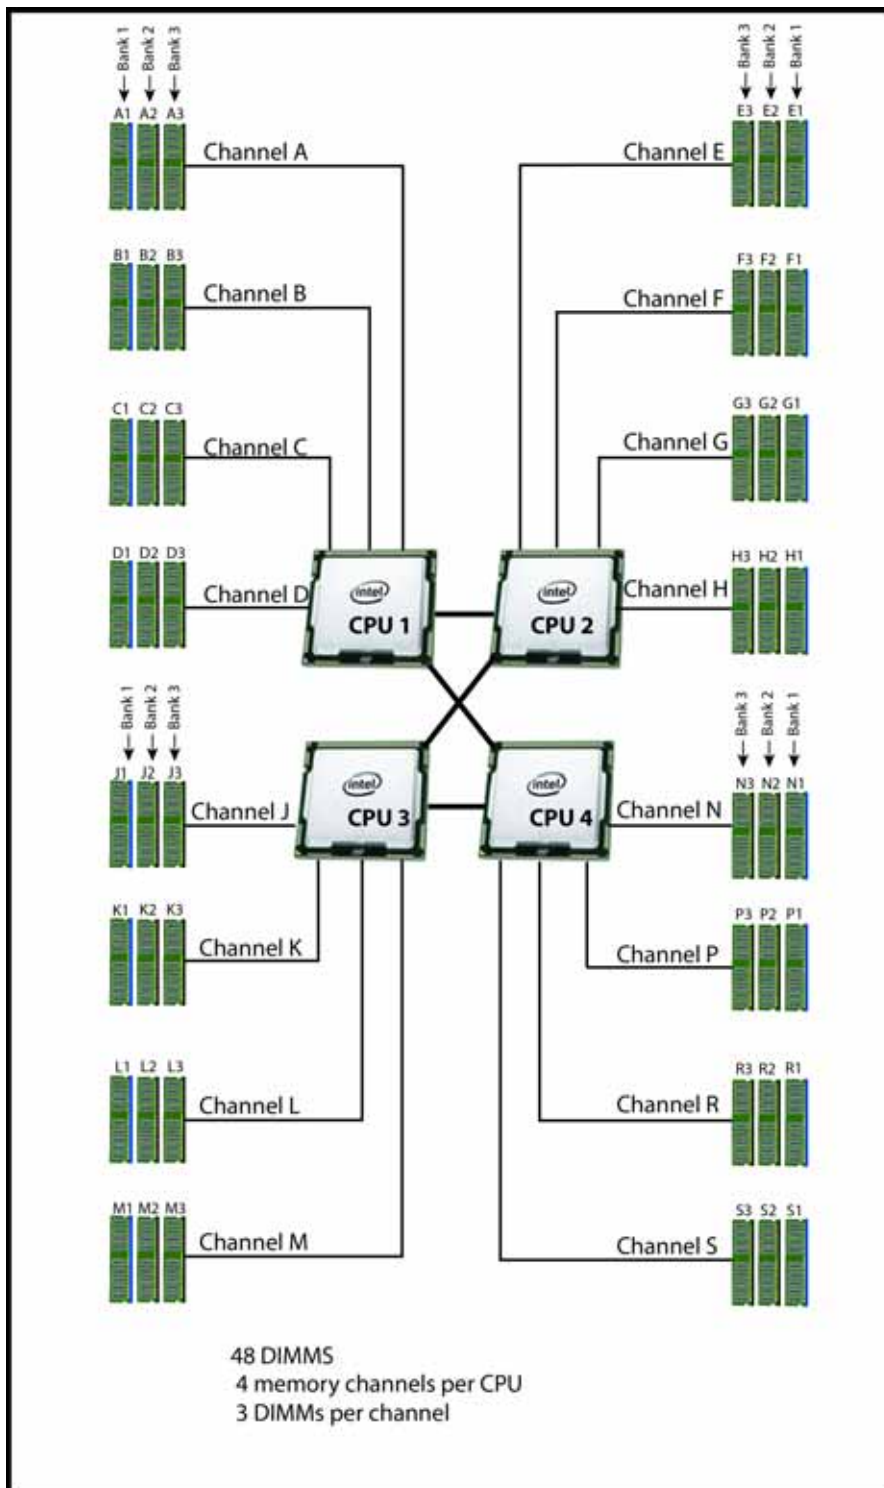 Bank 1 Bank 2 Bank 3
A1 A2 A3
Channel A
B1 B2 B3
Channel B
C1 C2 C3
Channel C
D1 D2 D3
Channel D
Bank 3 Bank 2 Bank 1
E3 E2 E1
Channel E
F3 F2 F1
Channel F
G3 G2 G1
Channel G
H3 H2 H1
Channel H
intel
CPU 1
intel
CPU 2
intel
CPU 3
intel
CPU 4
Bank 1 Bank 2 Bank 3
J1 J2 J3
Channel J
K1 K2 K3
Channel K
L1 L2 L3
Channel L
M1 M2 M3
Channel M
Bank 3 Bank 2 Bank 1
N3 N2 N1
Channel N
P3 P2 P1
Channel P
R3 R2 R1
Channel R
S3 S2 S1
Channel S
48 DIMMS
4 memory channels per CPU
3 DIMMs per channel